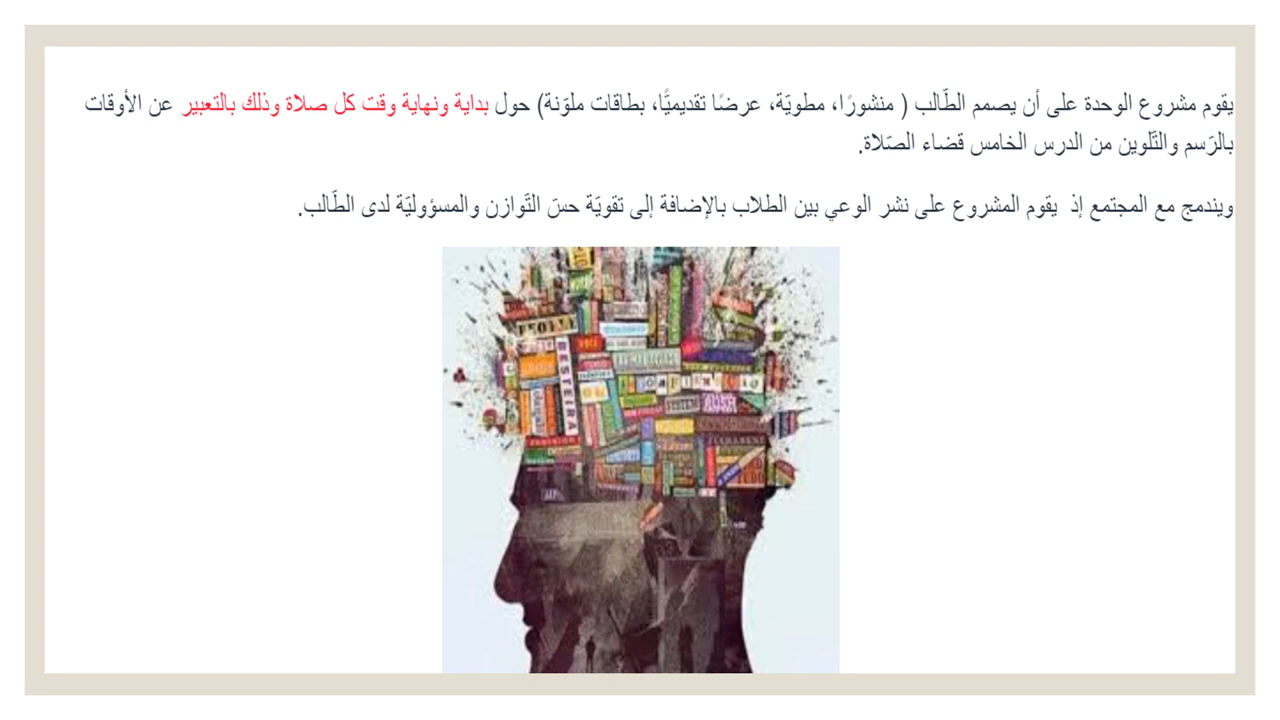 يقوم مشروع الوحدة على أن يصمم الطّالب ( منشورًا، مطويّة، عرضًا تقديميًّا، بطاقات ملوّنة) حول بداية ونهاية وقت كل صلاة وذلك بالتعبير عن الأوقات
بالرّسم والتّلوين من الدرس الخامس قضاء الصّلاة.
ويندمج مع المجتمع إذ يقوم المشروع على نشر الوعي بين الطلاب بالإضافة إلى تقويّة حسّ التّوازن والمسؤوليّة لدى الطّالب.
BESTEIRA
SYSTEM